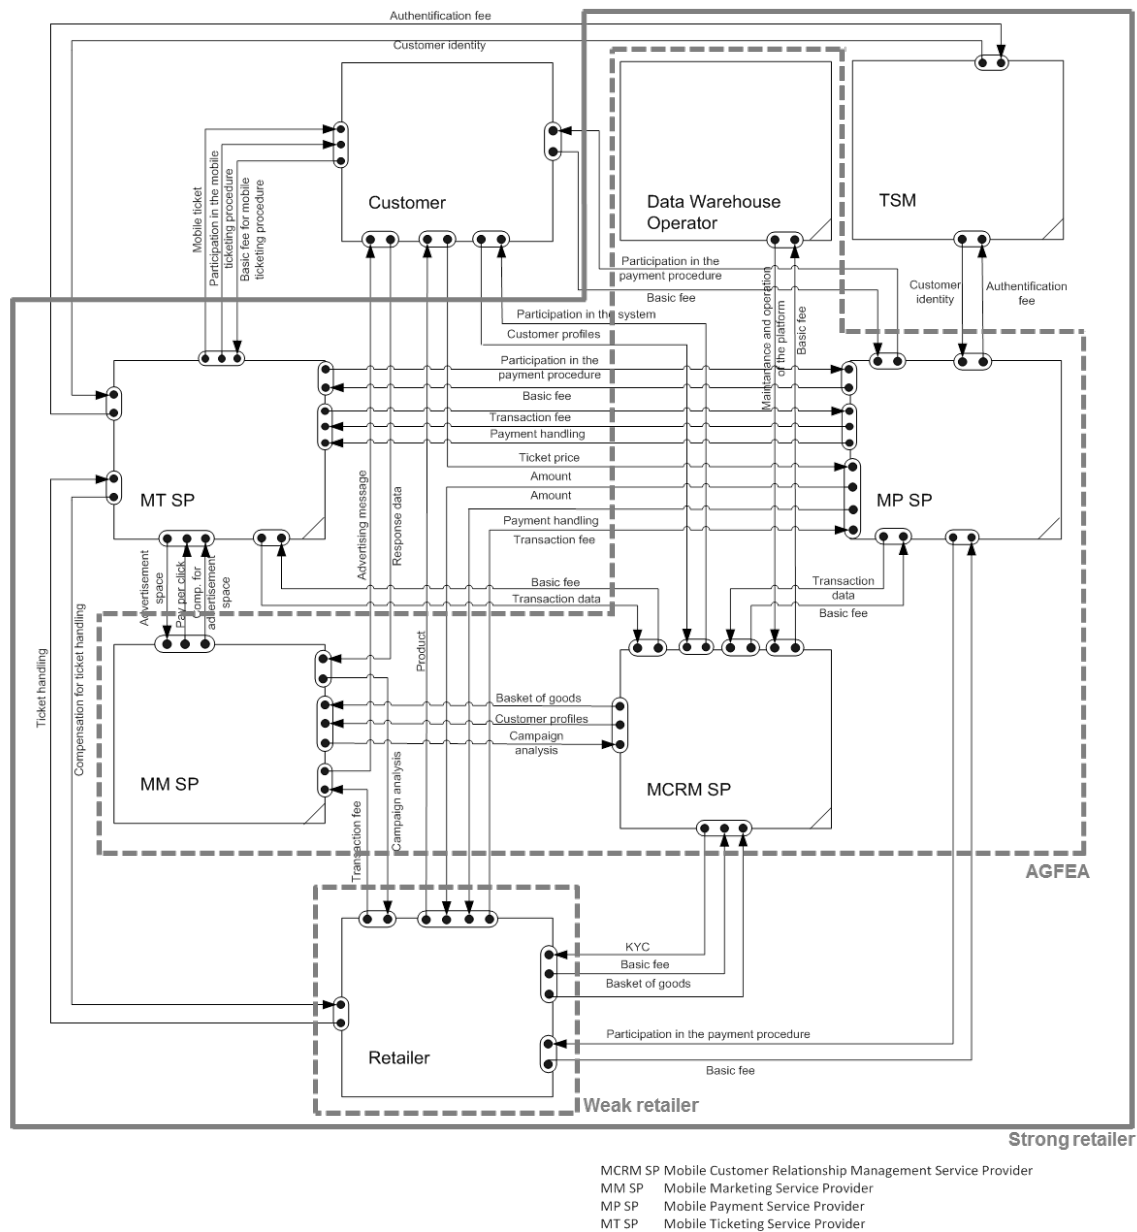 Authentification fee
Customer identity
Customer
Data Warehouse
Operator
TSM
Mobile ticket
Participation in the mobile
ticketing procedure
Basic fee for mobile
ticketing procedure
Participation in the
payment procedure
Basic fee
Customer
identity
Authentification
fee
Maintanance and operation
of the platform
Basic fee
Participation in the system
Customer profiles
Participation in the
payment procedure
Basic fee
Transaction fee
Payment handling
Ticket price
Amount
Amount
Payment handling
Transaction fee
MT SP
MP SP
Advertising message
Response data
Advertisement
space
Pay per click
Comp. for
advertisement
space
Basic fee
Transaction data
Transaction
data
Basic fee
Ticket handling
Compensation for ticket handling
Product
Basket of goods
Customer profiles
Campaign
analysis
MM SP
MCRM SP
Transaction fee
Campaign analysis
AGFEA
KYC
Basic fee
Basket of goods
Participation in the payment procedure
Basic fee
Retailer
Weak retailer
Strong retailer
MCRM SP Mobile Customer Relationship Management Service Provider
MM SP Mobile Marketing Service Provider
MP SP Mobile Payment Service Provider
MT SP Mobile Ticketing Service Provider